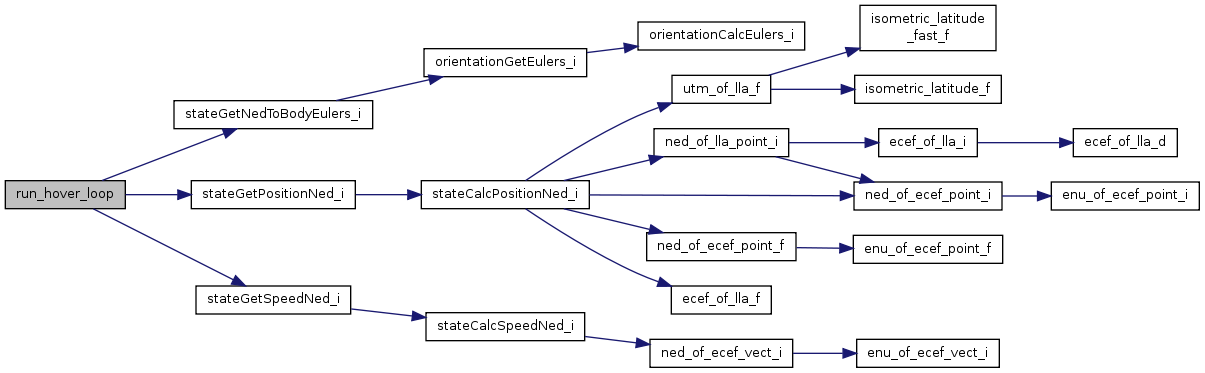 isometric_latitude
_fast_f
orientationCalcEulers_i
orientationGetEulers_i
utm_of_lla_f
isometric_latitude_f
stateGetNedToBodyEulers_i
ned_of_lla_point_i
ecef_of_lla_i
ecef_of_lla_d
run_hover_loop
stateGetPositionNed_i
stateCalcPositionNed_i
ned_of_ecef_point_i
enu_of_ecef_point_i
ned_of_ecef_point_f
enu_of_ecef_point_f
stateGetSpeedNed_i
ecef_of_lla_f
stateCalcSpeedNed_i
ned_of_ecef_vect_i
enu_of_ecef_vect_i